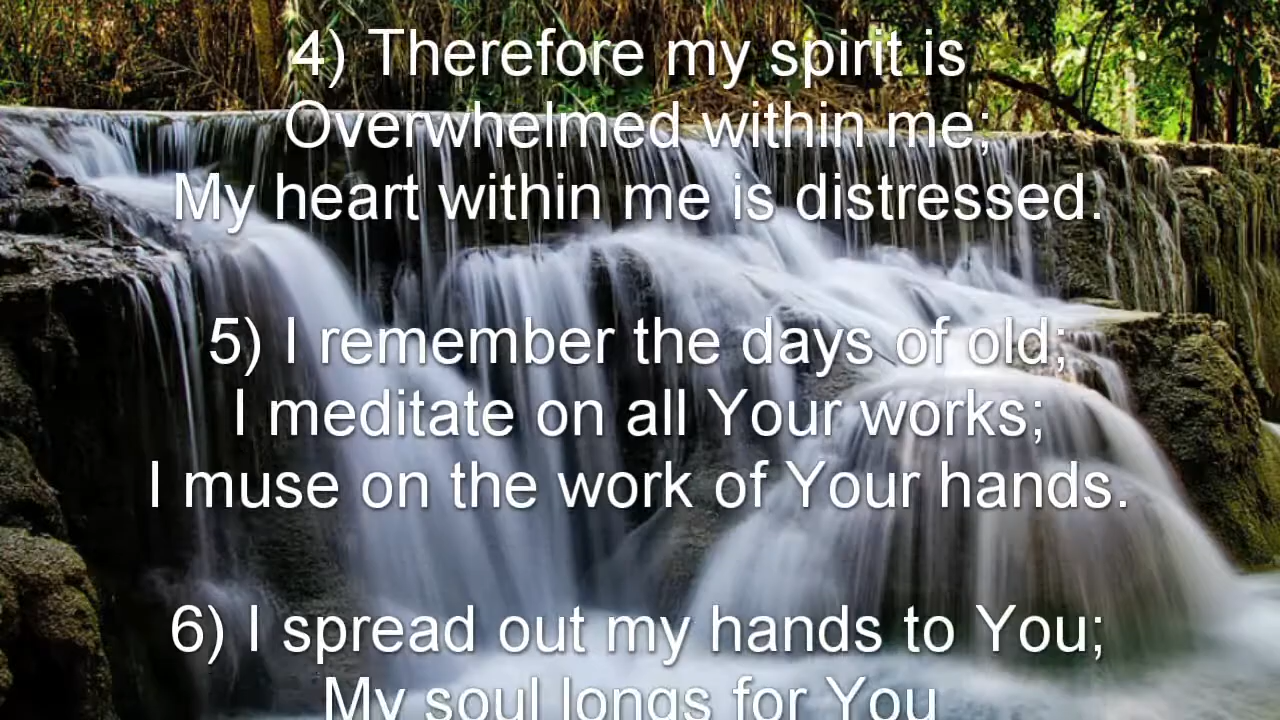 4) Therefore my spirit is
Overwhelmed within me;
My heart within me is distressed.
5) I remember the days of old;
I meditate on all Your works;
I muse on the work of Your hands.
6) I spread out my hands to You;
My soul longs for You